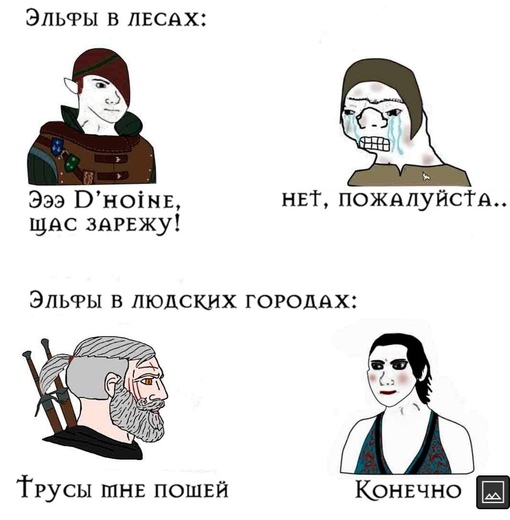 Эльфы в лесах:
Эээ D'hoine,
щас зарежу!
нет, пожалуйста..
Эльфы в людских городах:
Трусы мне пошей
Конечно